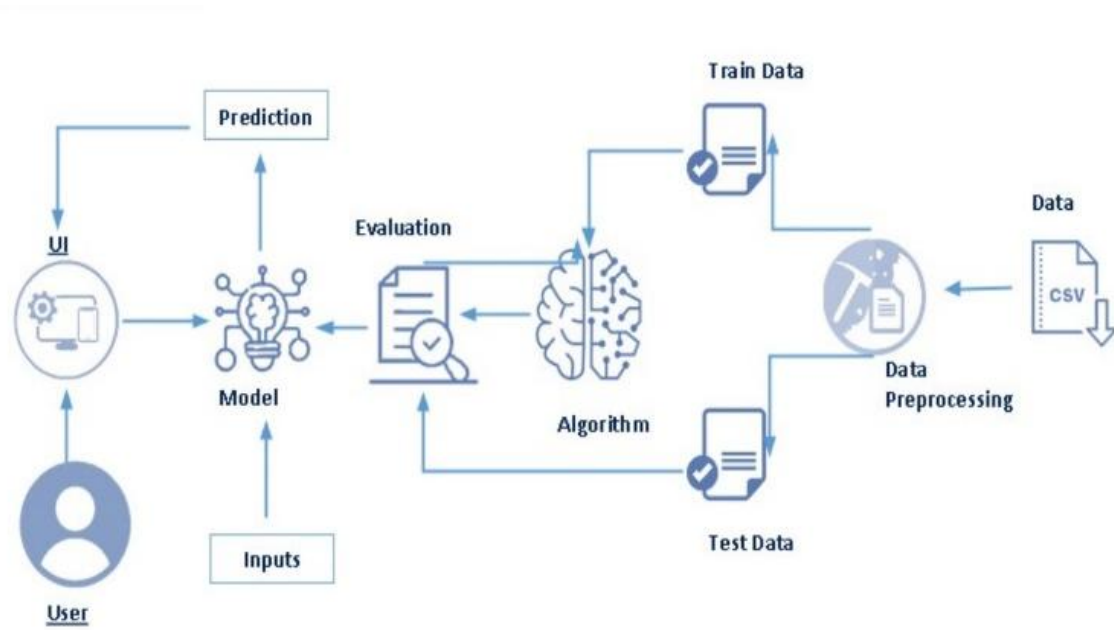 Train Data
Prediction
Data
Evaluation
UI
CSV
Data
Preprocessing
Model
Algorithm
Inputs
Test Data
User